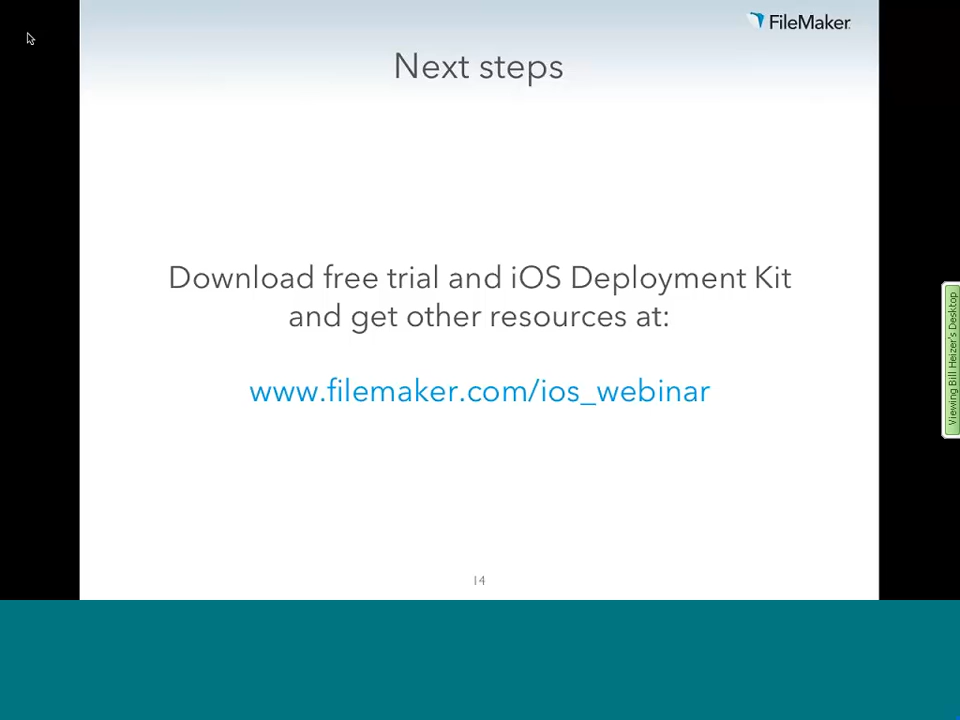 FileMaker
Next steps
Download free trial and iOS Deployment Kit
and get other resources at:
www.filemaker.com/ios_webinar
14
Viewing Bill Heizer's Desktop